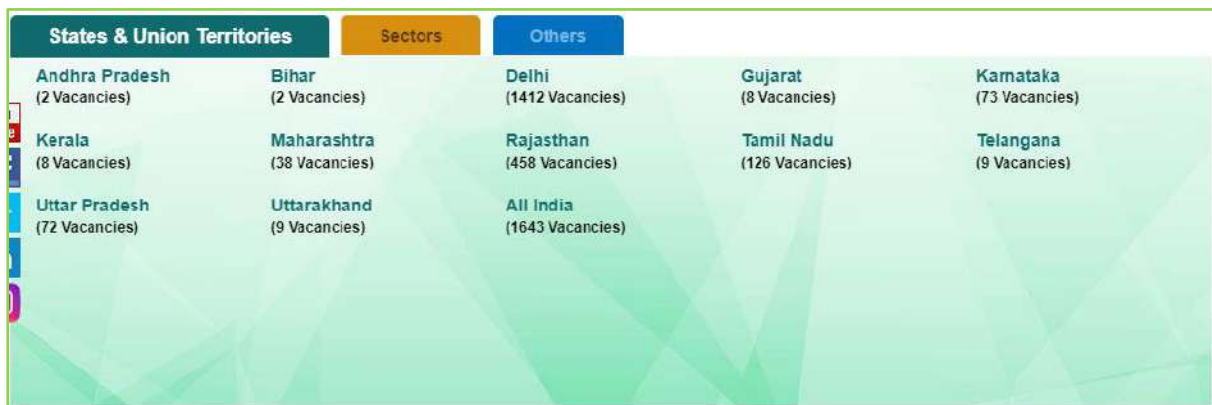 States & Union Territories Sectors Others
Andhra Pradesh Bihar Delhi Gujarat Karnataka
(2 Vacancies) (2 Vacancies) (1412 Vacancies) (8 Vacancies) (73 Vacancies)
Kerala Maharashtra Rajasthan Tamil Nadu Telangana
(8 Vacancies) (38 Vacancies) (458 Vacancies) (126 Vacancies) (9 Vacancies)
Uttar Pradesh Uttarakhand All India
(72 Vacancies) (9 Vacancies) (1643 Vacancies)